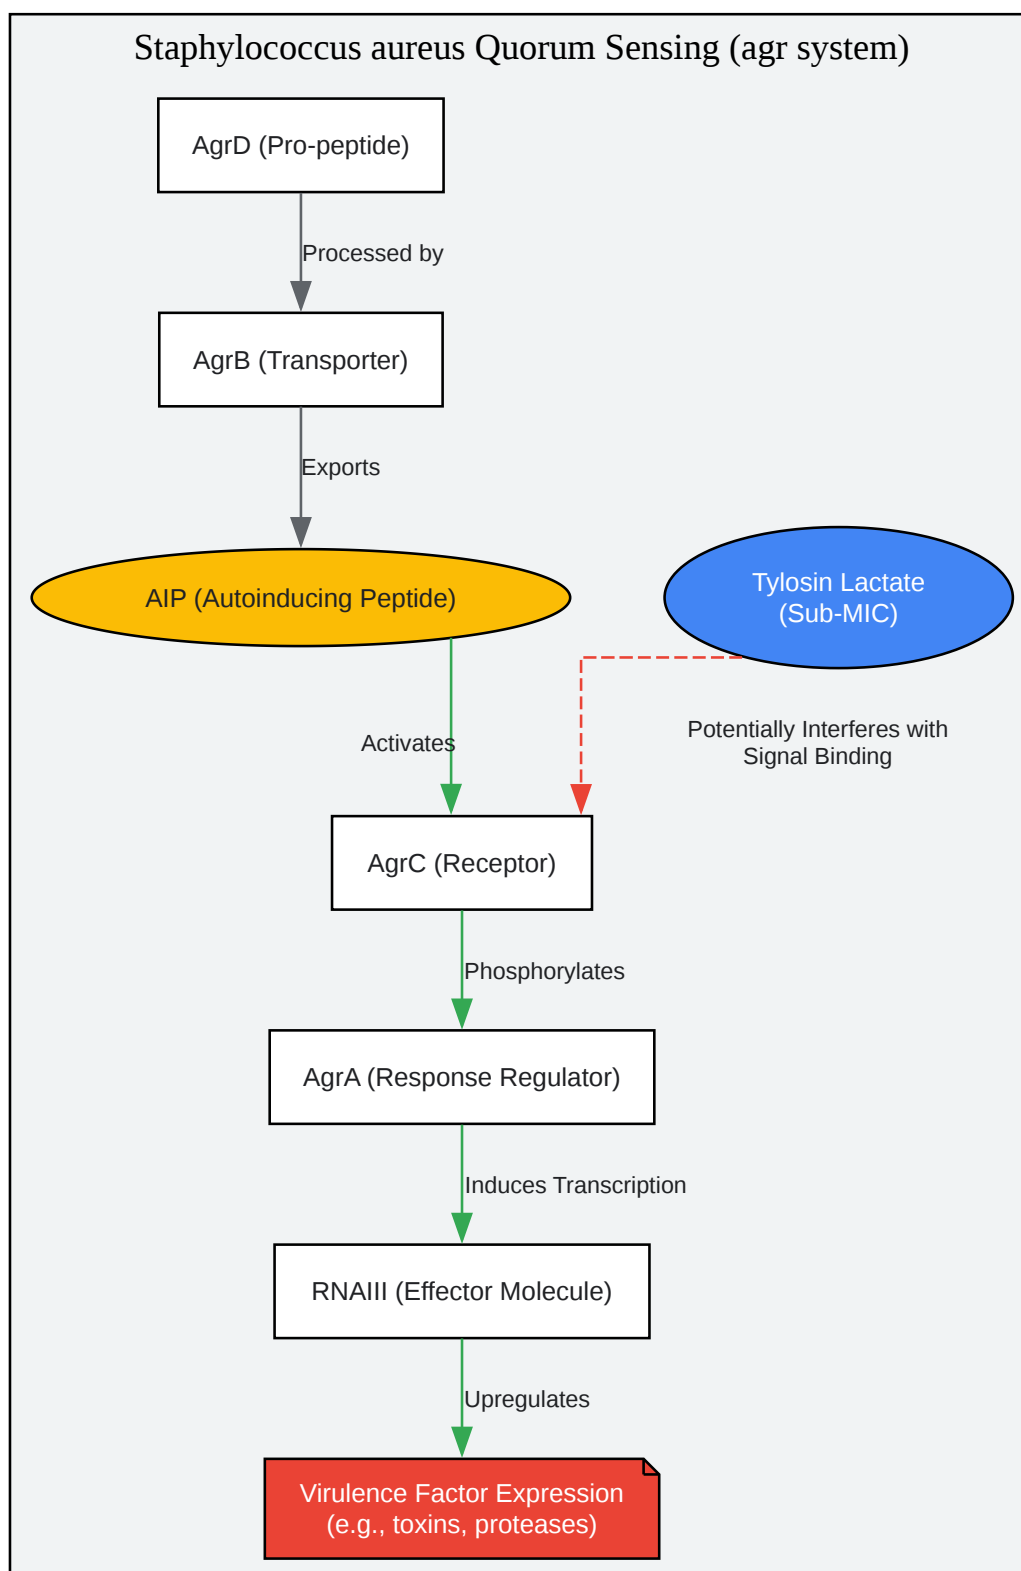 Staphylococcus aureus Quorum Sensing (agr system)
AgrD (Pro-peptide)
Processed by
AgrB (Transporter)
Exports
AIP (Autoinducing Peptide)
Tylosin Lactate
(Sub-MIC)
Activates
Potentially Interferes with
Signal Binding
AgrC (Receptor)
Phosphorylates
AgrA (Response Regulator)
Induces Transcription
RNAIII (Effector Molecule)
Upregulates
Virulence Factor Expression
(e.g., toxins, proteases)